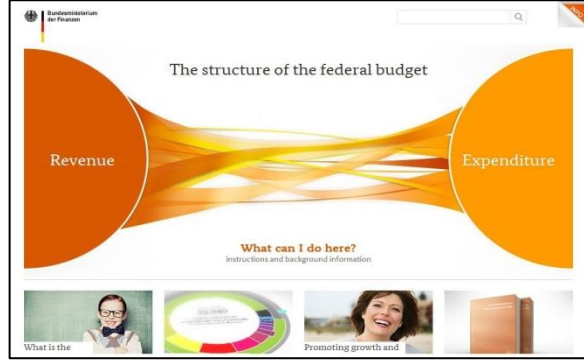 Bundesministerium
der Finanzen
INFO
The structure of the federal budget
Revenue
Expenditure
What can I do here?
instructions and background information
What is the
Promoting growth and